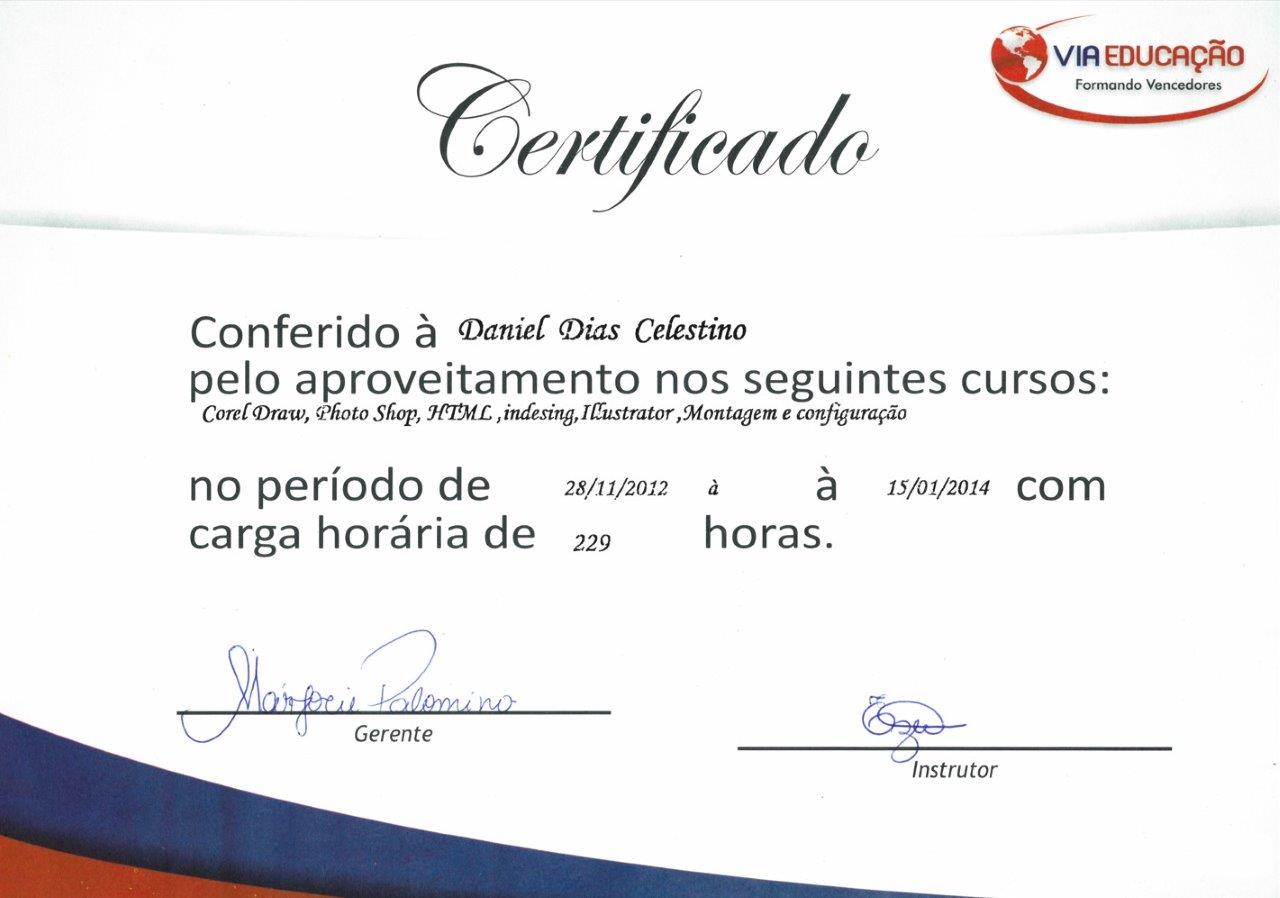 VIA EDUCAÇÃO
Formando Vencedores
Certificado
Conferido à Daniel Dias Celestino
pelo aproveitamento nos seguintes cursos:
Corel Draw, Photo Shop, HTML ,indesing,Illustrator ,Montagem e configuração
no período de 28/11/2012 à à 15/01/2014 com
carga horária de 229 horas.
Marjorie Palomino
Gerente
Instrutor